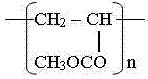 CH2 — CH
CH3OCO
n